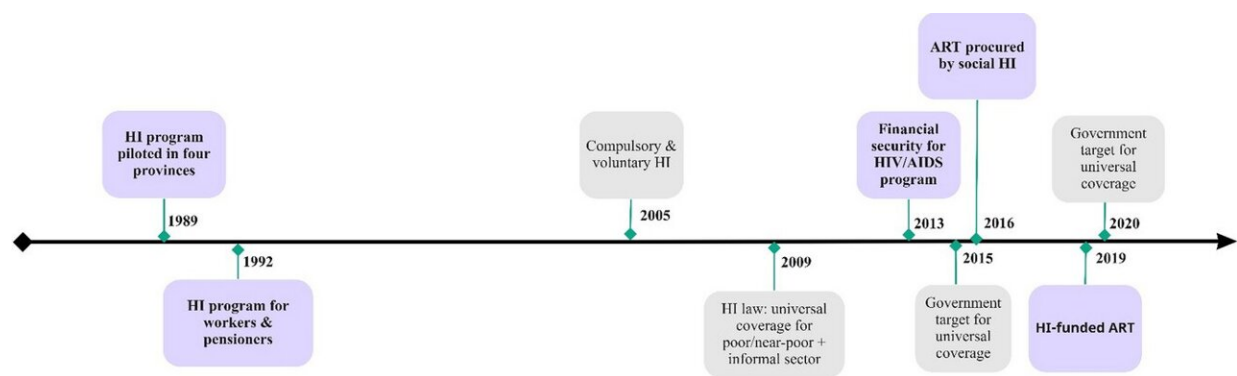 ART procured
by social HI
HI program
piloted in four
provinces
Compulsory &
voluntary HI
Financial
security for
HIV/AIDS
program
Government
target for
universal
coverage
1989
2005
2013
2016
2020
1992
2009
2015
2019
HI program for
workers &
pensioners
HI law: universal
coverage for
poor/near-poor +
informal sector
Government
target for
universal
coverage
HI-funded ART